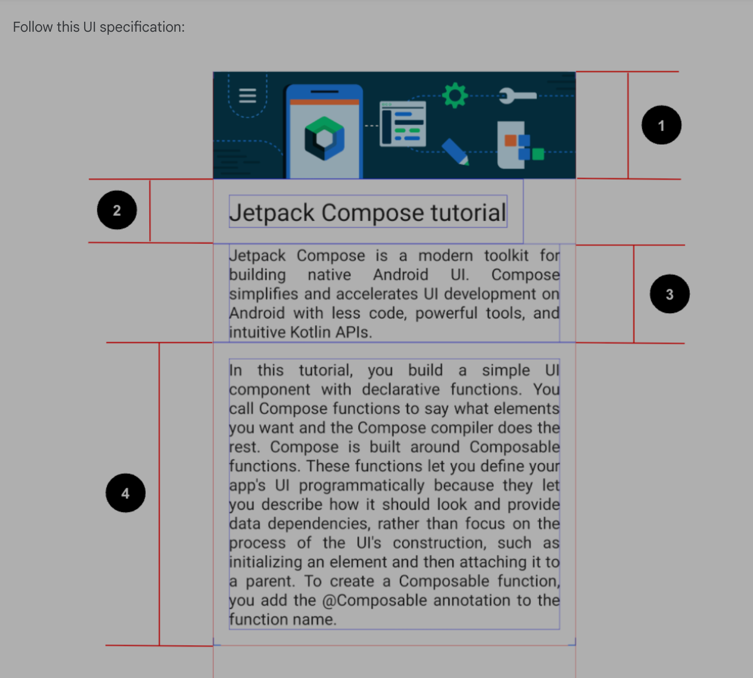 Follow this UI specification:
1
2
Jetpack Compose tutorial
Jetpack Compose is a modern toolkit for
building native Android UI. Compose
simplifies and accelerates UI development on
Android with less code, powerful tools, and
intuitive Kotlin APIs.
3
In this tutorial, you build a simple UI
component with declarative functions. You
call Compose functions to say what elements
you want and the Compose compiler does the
rest. Compose is built around Composable
functions. These functions let you define your
app's UI programmatically because they let
you describe how it should look and provide
data dependencies, rather than focus on the
process of the UI's construction, such as
initializing an element and then attaching it to
a parent. To create a Composable function,
you add the @Composable annotation to the
function name.
4